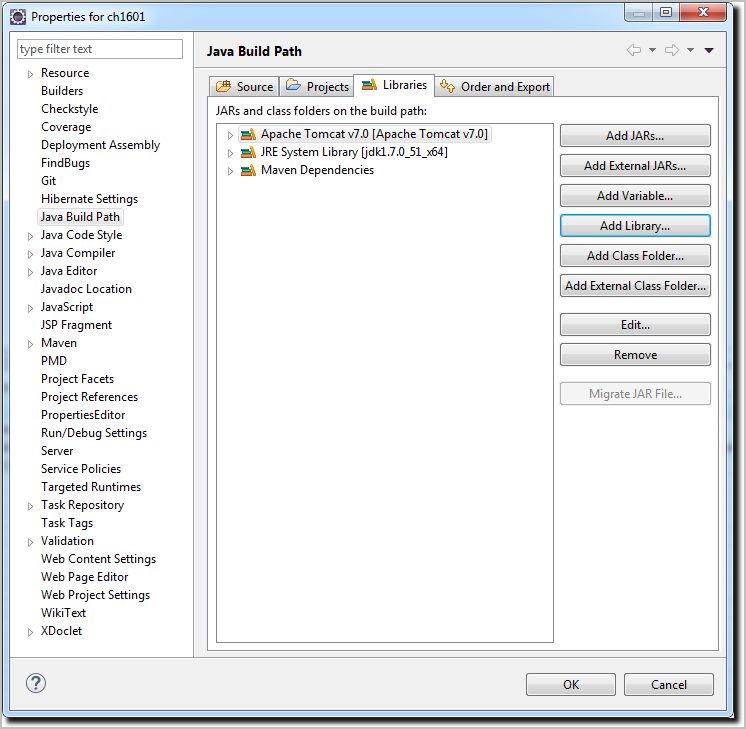 Properties for ch1601
type filter text
Resource
Builders
Checkstyle
Coverage
Deployment Assembly
FindBugs
Git
Hibernate Settings
Java Build Path
Java Code Style
Java Compiler
Java Editor
Javadoc Location
JavaScript
JSP Fragment
Maven
PMD
Project Facets
Project References
PropertiesEditor
Run/Debug Settings
Server
Service Policies
Targeted Runtimes
Task Repository
Task Tags
Validation
Web Content Settings
Web Page Editor
Web Project Settings
WikiText
XDoclet
Java Build Path
Source Projects Libraries Order and Export
JARs and class folders on the build path:
Apache Tomcat v7.0 [Apache Tomcat v7.0]
JRE System Library [jdk1.7.0_51_x64]
Maven Dependencies
Add JARs...
Add External JARs...
Add Variable...
Add Library...
Add Class Folder...
Add External Class Folder...
Edit...
Remove
Migrate JAR File...
?
OK Cancel